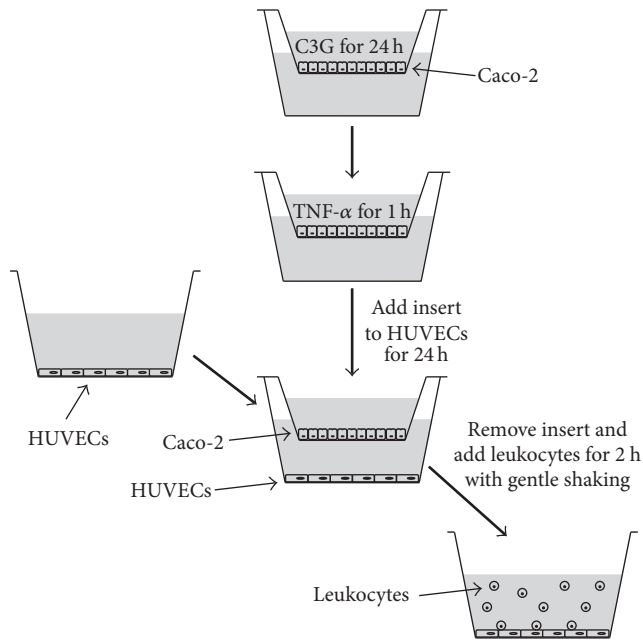 C3G for 24 h
Caco-2
TNF-α for 1 h
Add insert
to HUVECs
for 24 h
HUVECs
Caco-2
HUVECs
Remove insert and
add leukocytes for 2 h
with gentle shaking
Leukocytes